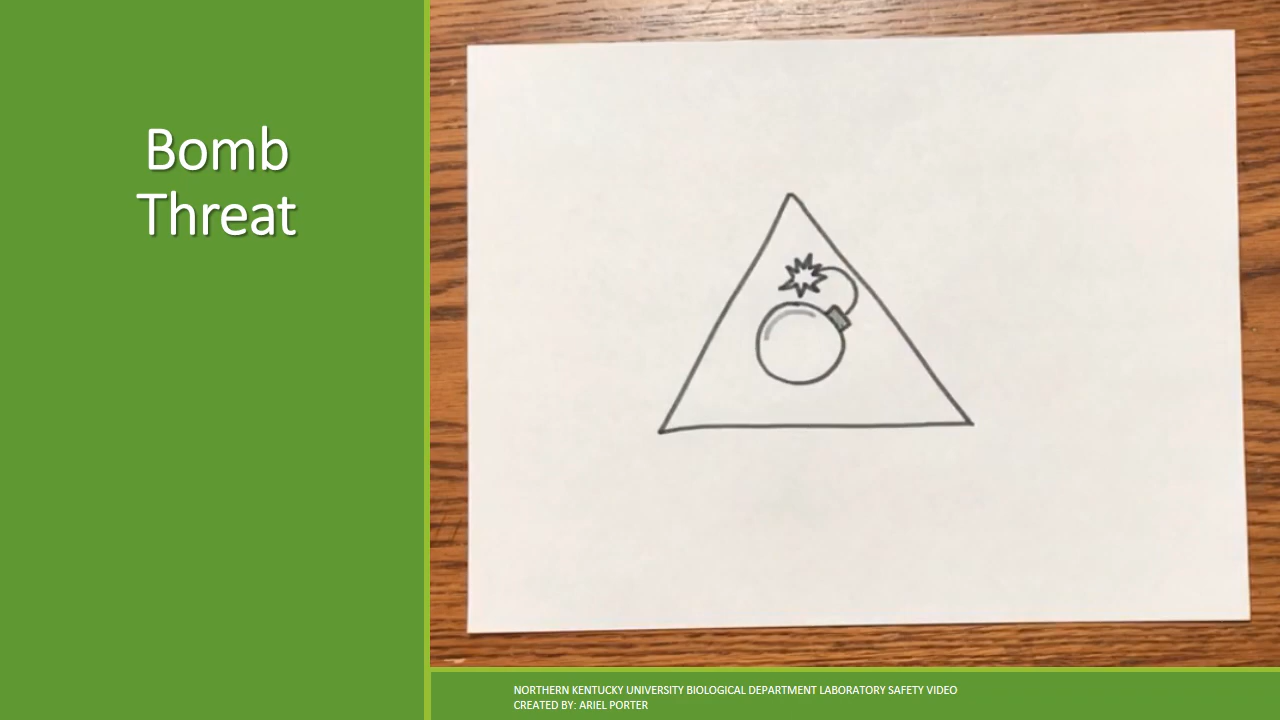 Bomb
Threat
NORTHERN KENTUCKY UNIVERSITY BIOLOGICAL DEPARTMENT LABORATORY SAFETY VIDEO
CREATED BY: ARIEL PORTER